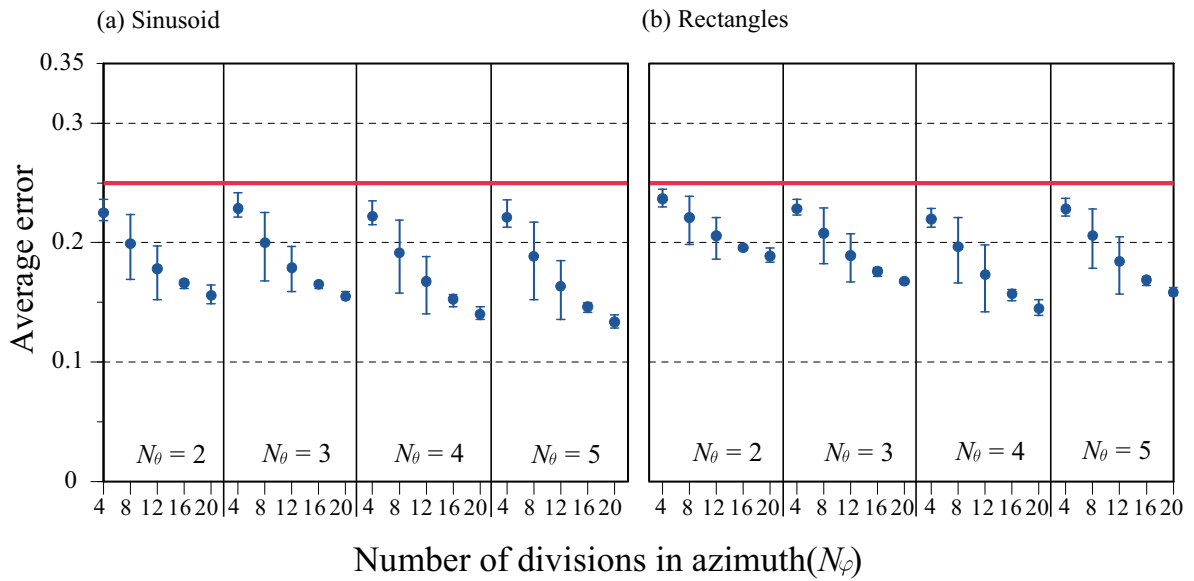 (a) Sinusoid (b) Rectangles
0.35
0.3
0.2
0.1
0
Average error
Nθ = 2 Nθ = 3 Nθ = 4 Nθ = 5 Nθ = 2 Nθ = 3 Nθ = 4 Nθ = 5
4 8 12 16 20 4 8 12 16 20 4 8 12 16 20 4 8 12 16 20 4 8 12 16 20 4 8 12 16 20 4 8 12 16 20 4 8 12 16 20
Number of divisions in azimuth(Nφ)